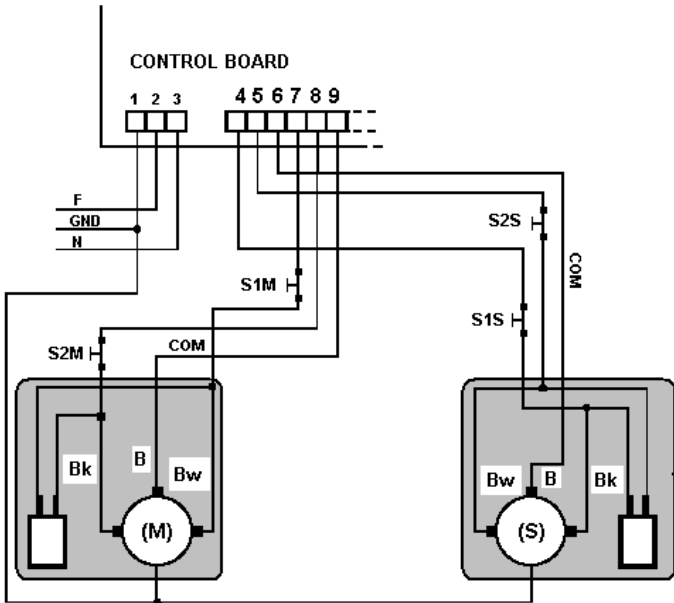 CONTROL BOARD
1 2 3 4 5 6 7 8 9
F
GND
N
S2S
COM
S1M
S1S
S2M
COM
Bk
B
Bw
Bw
B
Bk
(M)
(S)